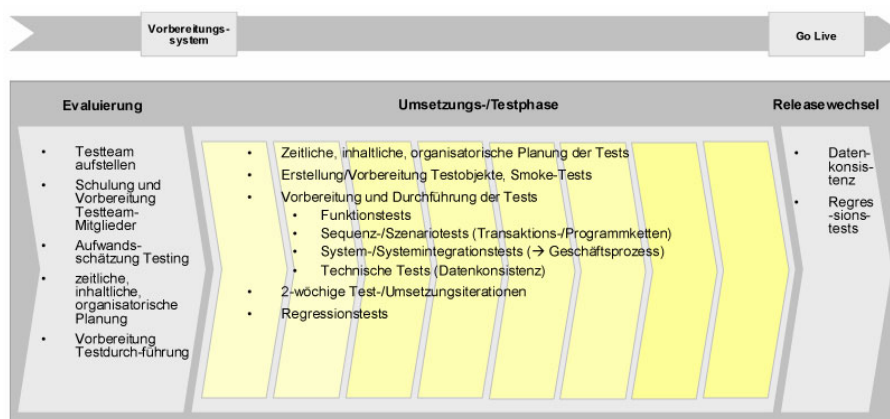 Vorbereitungs-
system
Go Live
Evaluierung
Umsetzungs-/Testphase
Releasewechsel
• Testteam
aufstellen
• Schulung und
Vorbereitung
Testteam-
Mitglieder
• Aufwands-
schätzung Testing
• zeitliche,
inhaltliche,
organisatorische
Planung
• Vorbereitung
Testdurch-führung
• Zeitliche, inhaltliche, organisatorische Planung der Tests
• Erstellung/Vorbereitung Testobjekte, Smoke-Tests
• Vorbereitung und Durchführung der Tests
• Funktionstests
• Sequenz-/Szenariotests (Transaktions-/Programmketten)
• System-/Systemintegrationstests (→ Geschäftsprozess)
• Technische Tests (Datenkonsistenz)
• 2-wöchige Test-/Umsetzungsiterationen
• Regressionstests
• Daten-
konsis-
tenz
• Regres
-sions-
tests